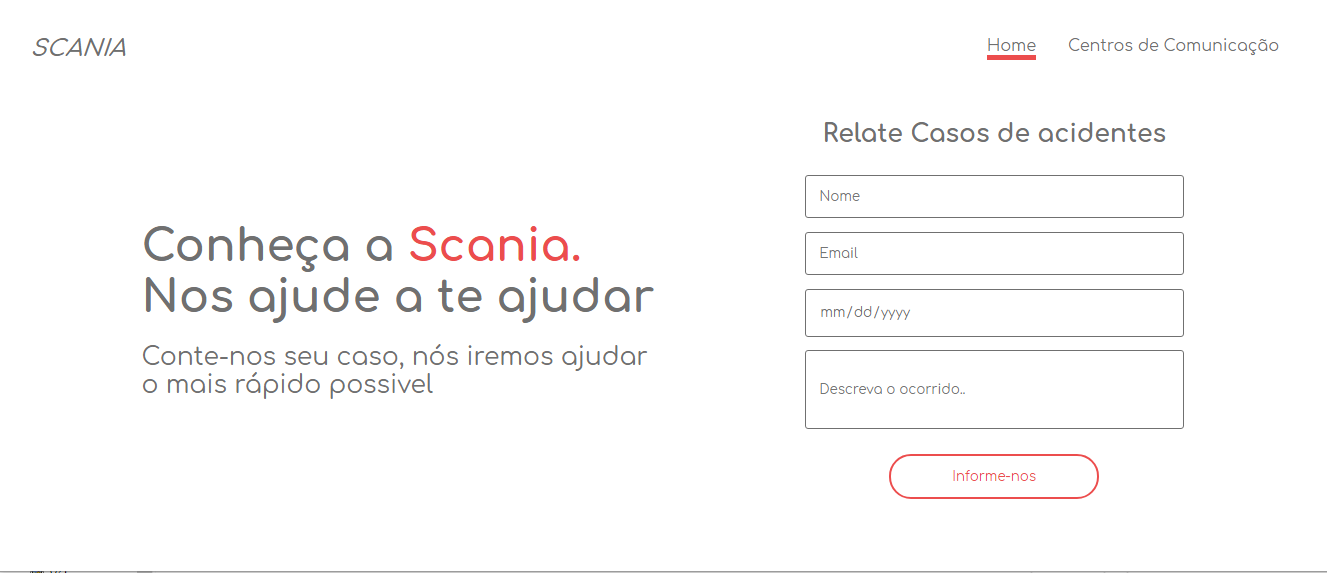 SCANIA
Home
Centros de Comunicação
Relate Casos de acidentes
Nome
Email
mm/dd/yyyy
Descreva o ocorrido..
Informe-nos
Conheça a Scania.
Nos ajude a te ajudar
Conte-nos seu caso, nós iremos ajudar
o mais rápido possivel